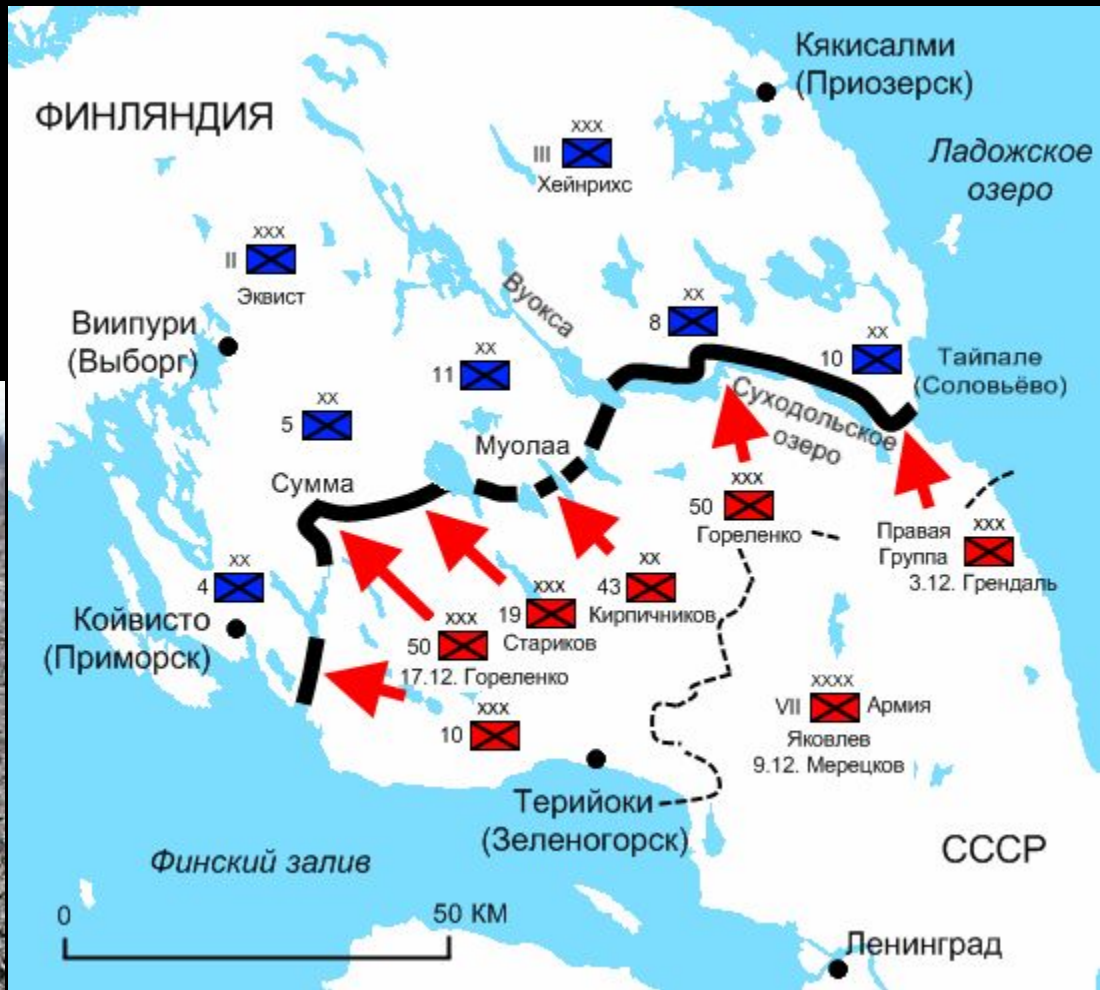 Кякисалми
(Приозерск)
ФИНЛЯНДИЯ
XXX
III
Хейнрихс
Ладожское
озеро
XXX
II
Эквист
Вуокса
Виипури
(Выборг)
XX
8
XX
10
Тайпале
(Соловьёво)
XX
11
XX
5
Суходольское
озеро
Муолаа
Сумма
XXX
50
Гореленко
Правая
Группа
XXX
3.12. Грендаль
XX
4
XX
43
Кирпичников
XXX
19
Стариков
Койвисто
(Приморск)
XXX
50
17.12. Гореленко
XXX
10
XXXX
VII
Армия
Яковлев
9.12. Мерецков
Терийоки
(Зеленогорск)
СССР
Финский залив
0
50 КМ
Ленинград